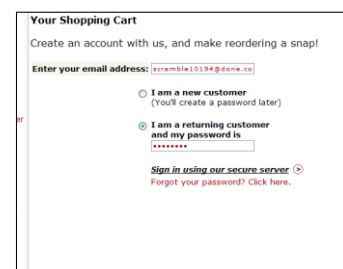 Your Shopping Cart
Create an account with us, and make reordering a snap!
Enter your email address: scramble10194@done.co
I am a new customer
(You'll create a password later)
er
I am a returning customer
and my password is
••••••••
Sign in using our secure server
Forgot your password? Click here.